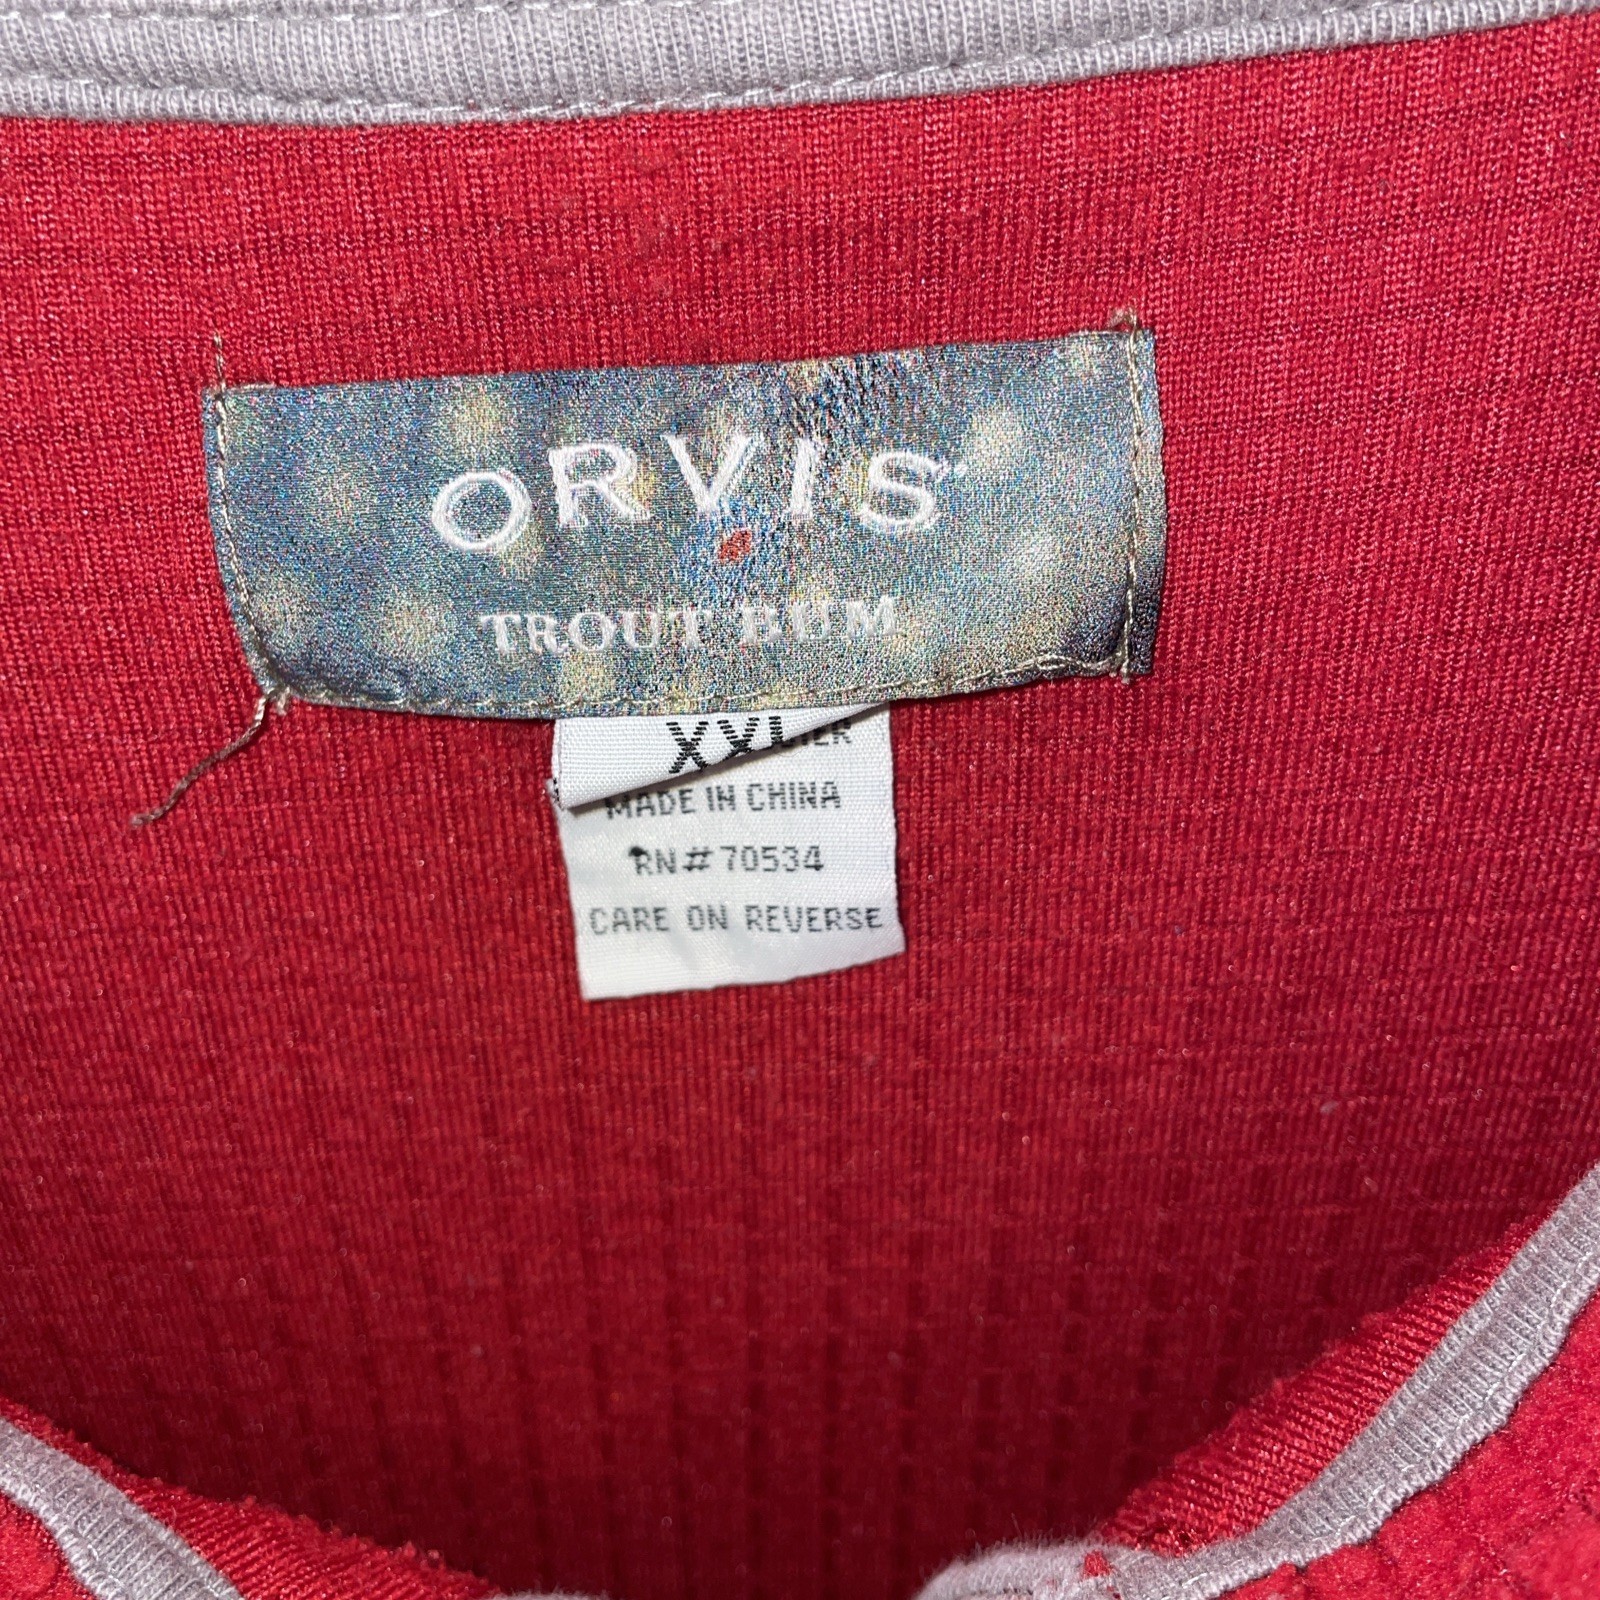 ORVIS
TROUT BUM
XXL
MADE IN CHINA
RN# 70534
CARE ON REVERSE